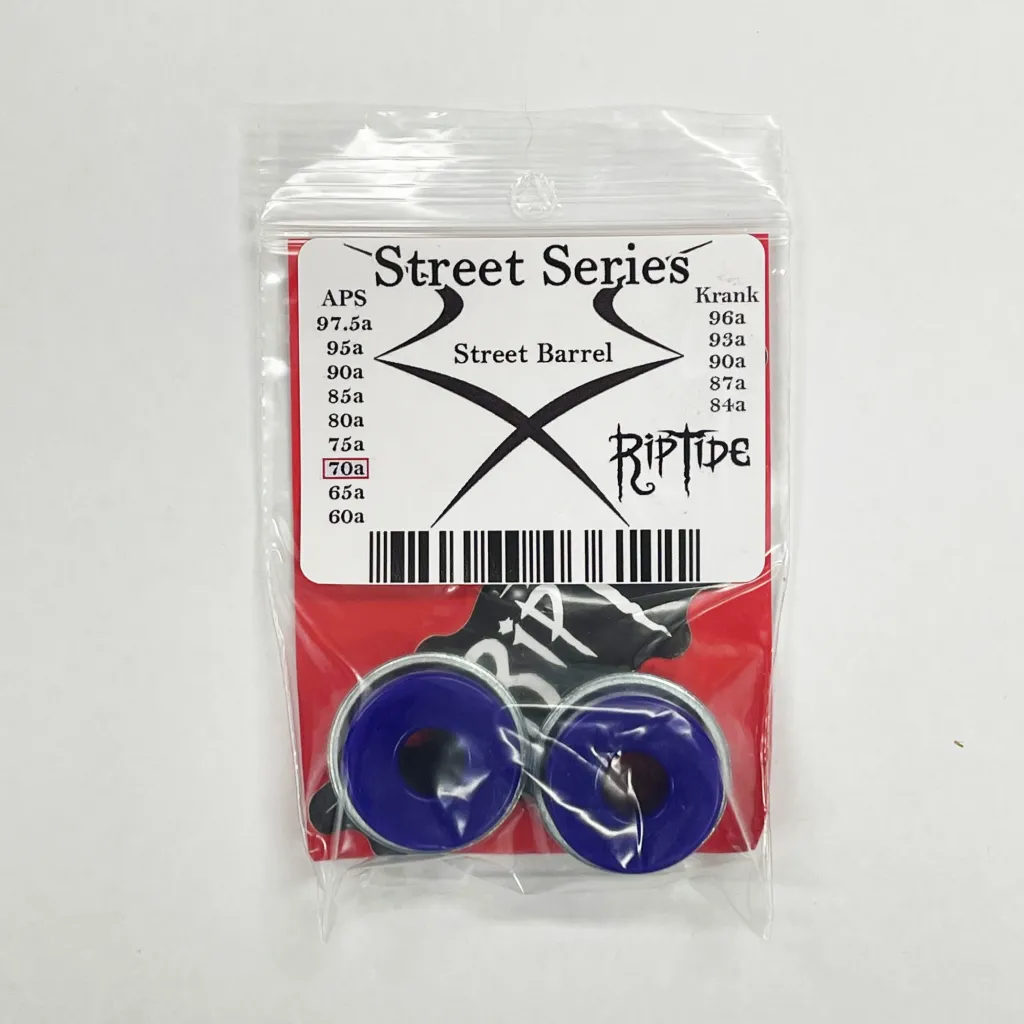 Street Series
APS
97.5a
95a
90a
85a
80a
75a
70a
65a
60a
Street Barrel
Krank
96a
93a
90a
87a
84a
RIPTIDE
RIPT